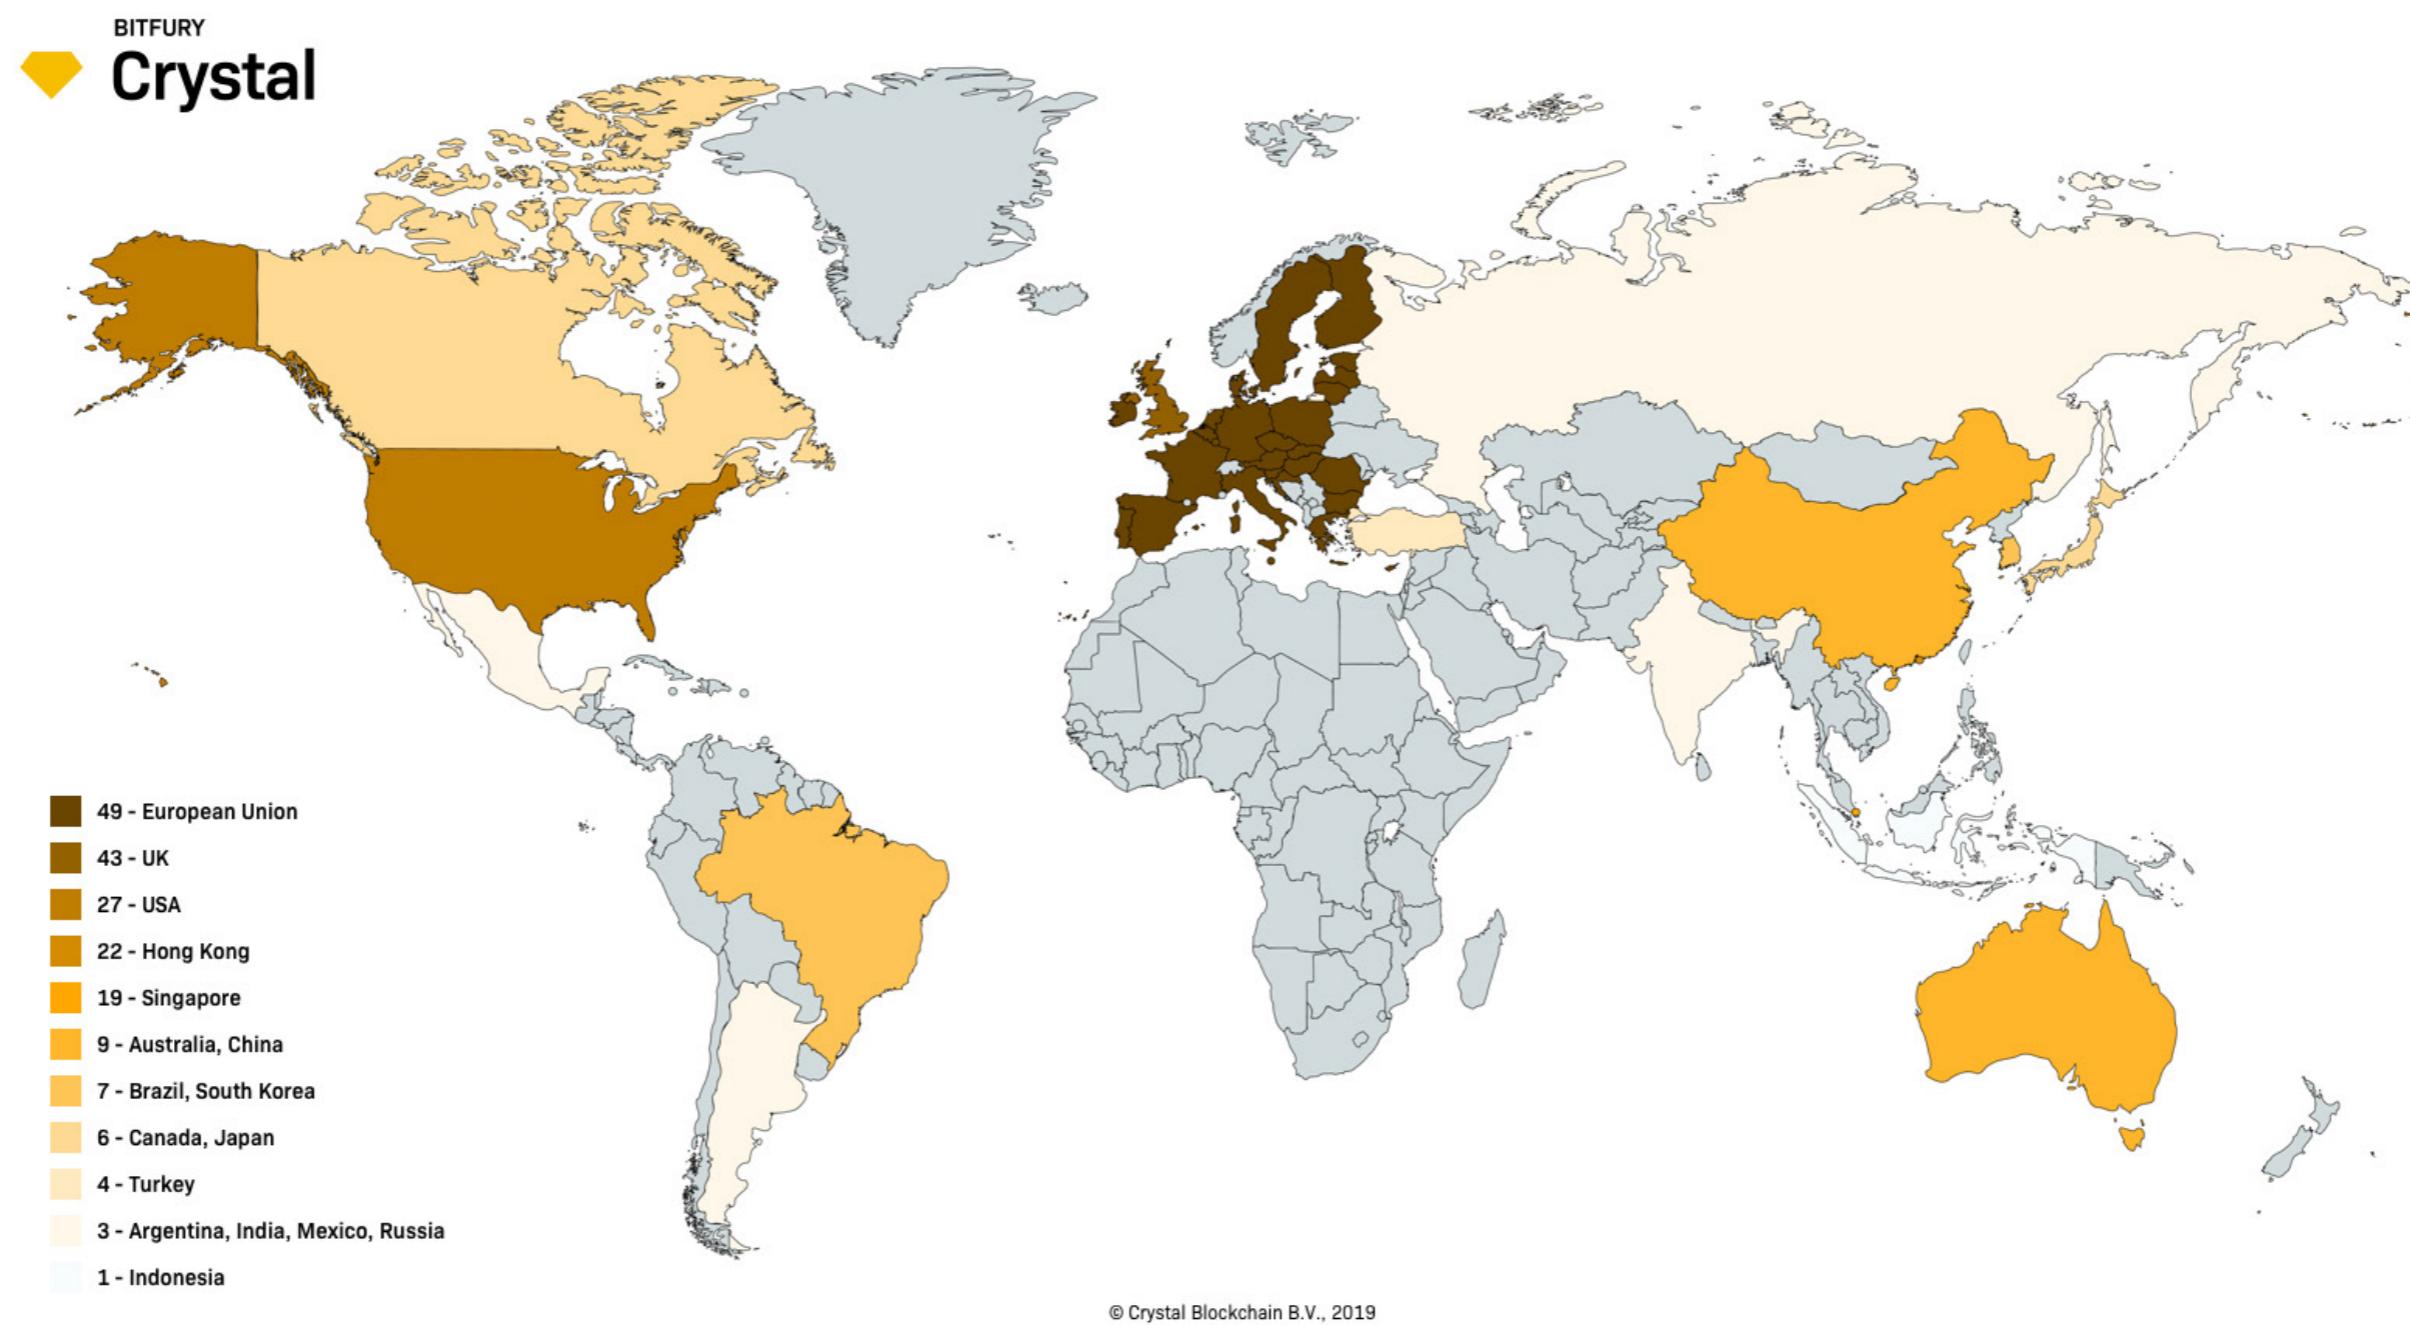 BITFURY
Crystal
49 - European Union
43 - UK
27 - USA
22 - Hong Kong
19 - Singapore
9 - Australia, China
7 - Brazil, South Korea
6 - Canada, Japan
4 - Turkey
3 - Argentina, India, Mexico, Russia
1 - Indonesia
© Crystal Blockchain B.V., 2019